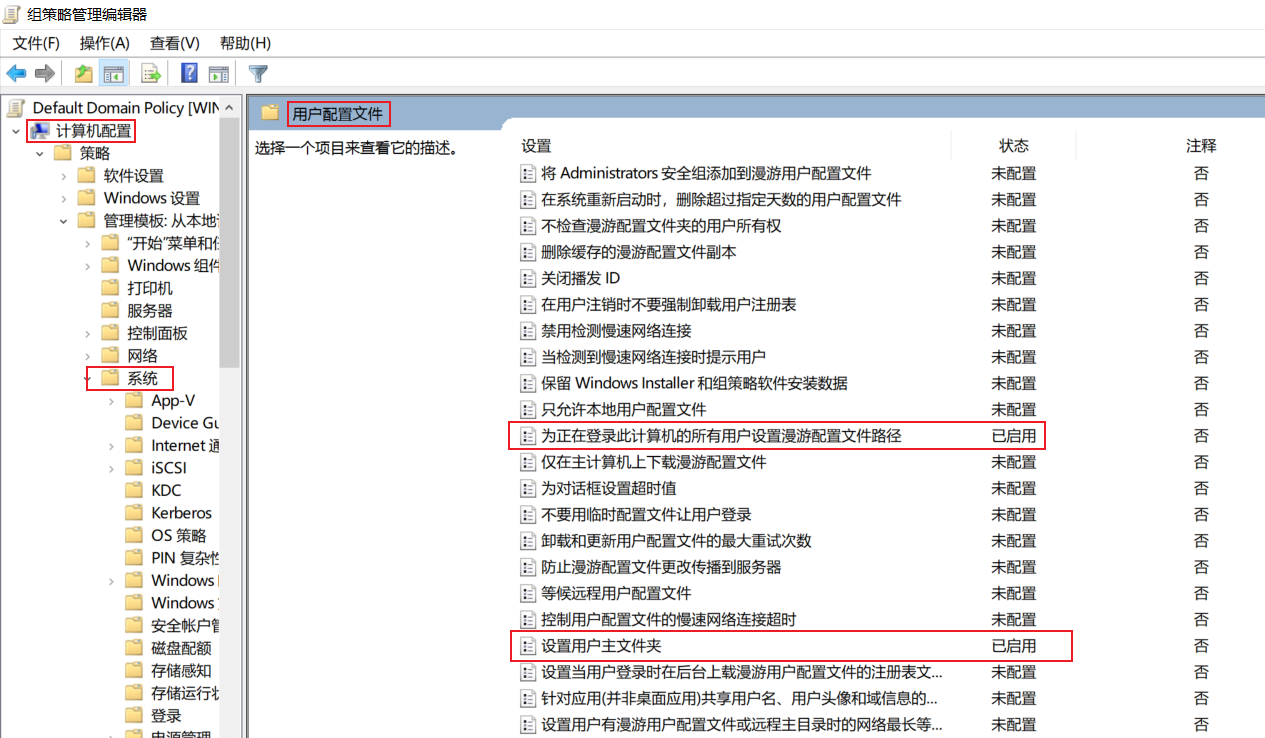 组策略管理编辑器
文件(F) 操作(A) 查看(V) 帮助(H)
Default Domain Policy [WIN
计算机配置
策略
软件设置
Windows 设置
管理模板: 从本地
“开始”菜单和
Windows 组件
打印机
服务器
控制面板
网络
系统
App-V
Device Gu
Internet 通
iSCSI
KDC
Kerberos
OS 策略
PIN 复杂性
Windows
Windows
安全帐户管
磁盘配额
存储感知
存储运行状
登录
电源管理
用户配置文件
选择一个项目来查看它的描述。
设置 状态 注释
将 Administrators 安全组添加到漫游用户配置文件 未配置 否
在系统重新启动时，删除超过指定天数的用户配置文件 未配置 否
不检查漫游配置文件夹的用户所有权 未配置 否
删除缓存的漫游配置文件副本 未配置 否
关闭播发 ID 未配置 否
在用户注销时不要强制卸载用户注册表 未配置 否
禁用检测慢速网络连接 未配置 否
当检测到慢速网络连接时提示用户 未配置 否
保留 Windows Installer 和组策略软件安装数据 未配置 否
只允许本地用户配置文件 未配置 否
为正在登录此计算机的所有用户设置漫游配置文件路径 已启用 否
仅在主计算机上下载漫游配置文件 未配置 否
为对话框设置超时值 未配置 否
不要用临时配置文件让用户登录 未配置 否
卸载和更新用户配置文件的最大重试次数 未配置 否
防止漫游配置文件更改传播到服务器 未配置 否
等候远程用户配置文件 未配置 否
控制用户配置文件的慢速网络连接超时 未配置 否
设置用户主文件夹 已启用 否
设置当用户登录时在后台上载漫游用户配置文件的注册表文... 未配置 否
针对应用(并非桌面应用)共享用户名、用户头像和域信息的... 未配置 否
设置用户有漫游用户配置文件或远程主目录时的网络最长等... 未配置 否